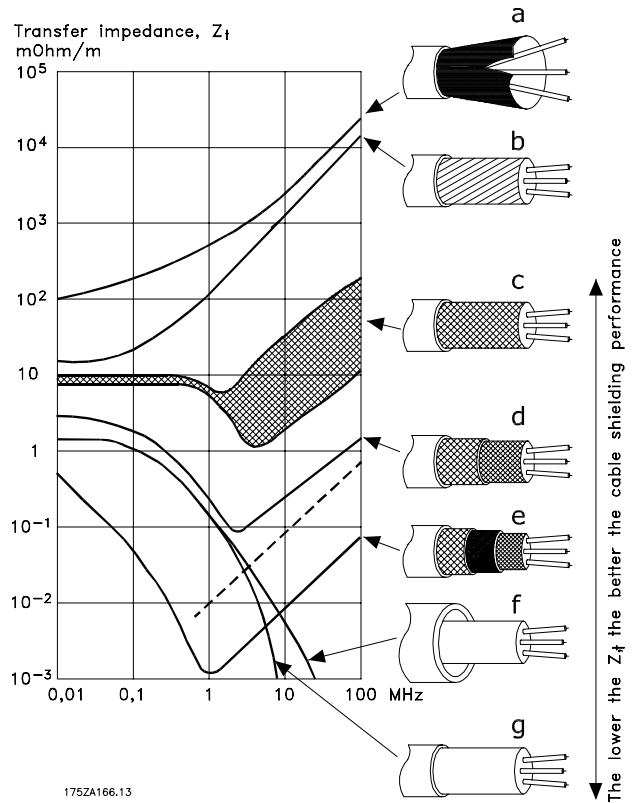 Transfer impedance, Zt
mOhm/m
10⁵
10⁴
10³
10²
10
1
10⁻¹
10⁻²
10⁻³
0,01 0,1 1 10 100 MHz
a
b
c
d
e
f
g
The lower the Zt the better the cable shielding performance
175ZA166.13